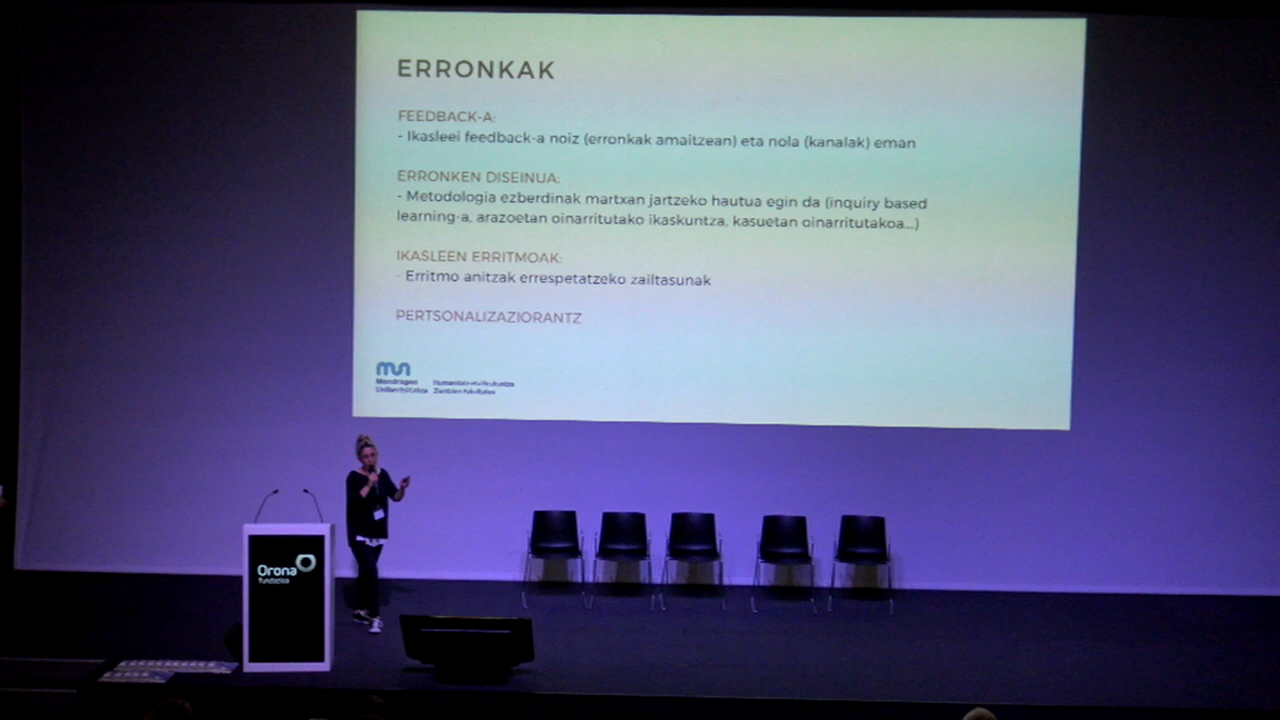 ERRONKAK
FEEDBACK-A:
- Ikasleei feedback-a noiz (erronkak amaitzean) eta nola (kanalak) eman
ERRONKEN DISEINUA:
- Metodologia ezberdinak martxan jartzeko hautua egin da (inquiry based
learning-a, arazoetan oinarritutako ikaskuntza, kasuetan oinarritutakoa...)
IKASLEEN ERRITMOAK:
- Erritmo anitzak errespetatzeko zailtasunak
PERTSONALIZAZIORANTZ
Mondragon
Unibertsitatea
Humanitate eta Hezkuntza
Zientzien Fakultatea
Orona
fundazioa